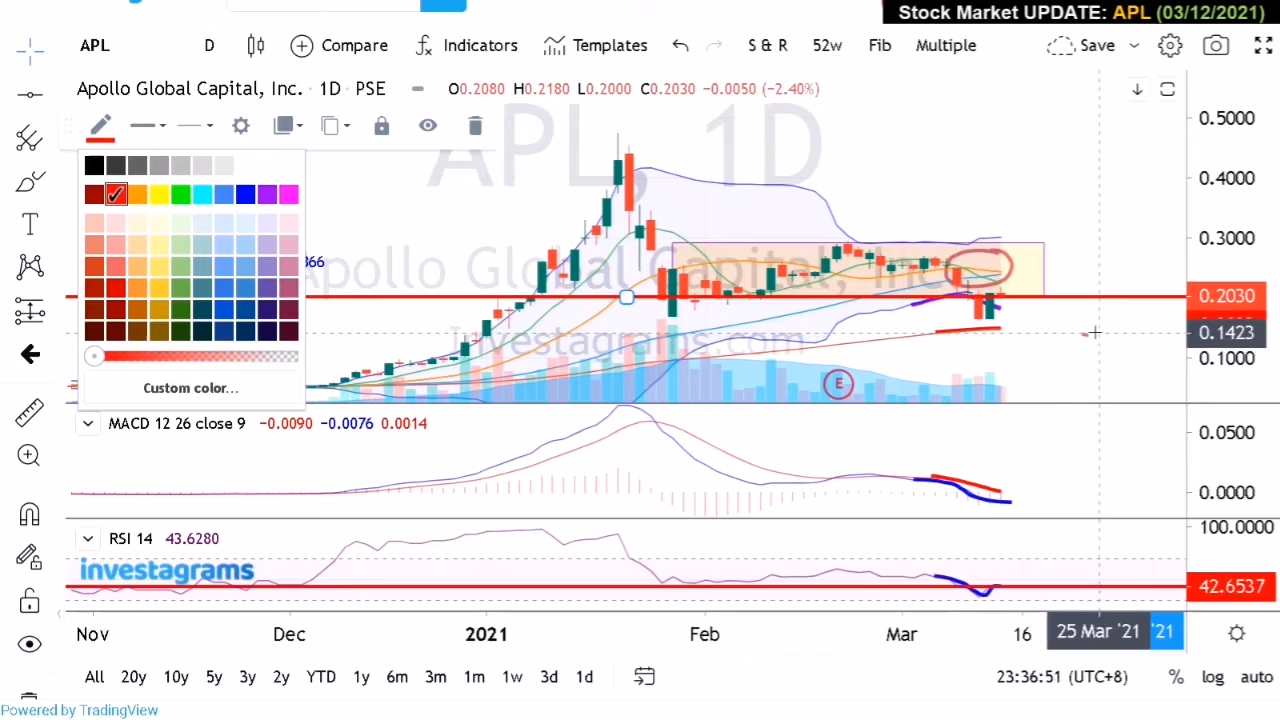 Stock Market UPDATE: APL (03/12/2021)
APL D Compare Indicators Templates S & R 52w Fib Multiple Save
Apollo Global Capital, Inc. · 1D · PSE O0.2080 H0.2180 L0.2000 C0.2030 −0.0050 (−2.40%)
APL, 1D
Apollo Global Capital, Inc.
Investagrams.com
Custom color...
E
0.5000
0.4000
0.3000
0.2030
0.1423
0.1000
MACD 12 26 close 9 −0.0090 −0.0076 0.0014
0.0500
0.0000
RSI 14 43.6280
100.0000
investagrams
42.6537
Nov Dec 2021 Feb Mar 16 25 Mar '21 '21
All 20y 10y 5y 3y 2y YTD 1y 6m 3m 1m 1w 3d 1d 23:36:51 (UTC+8) % log auto
Powered by TradingView